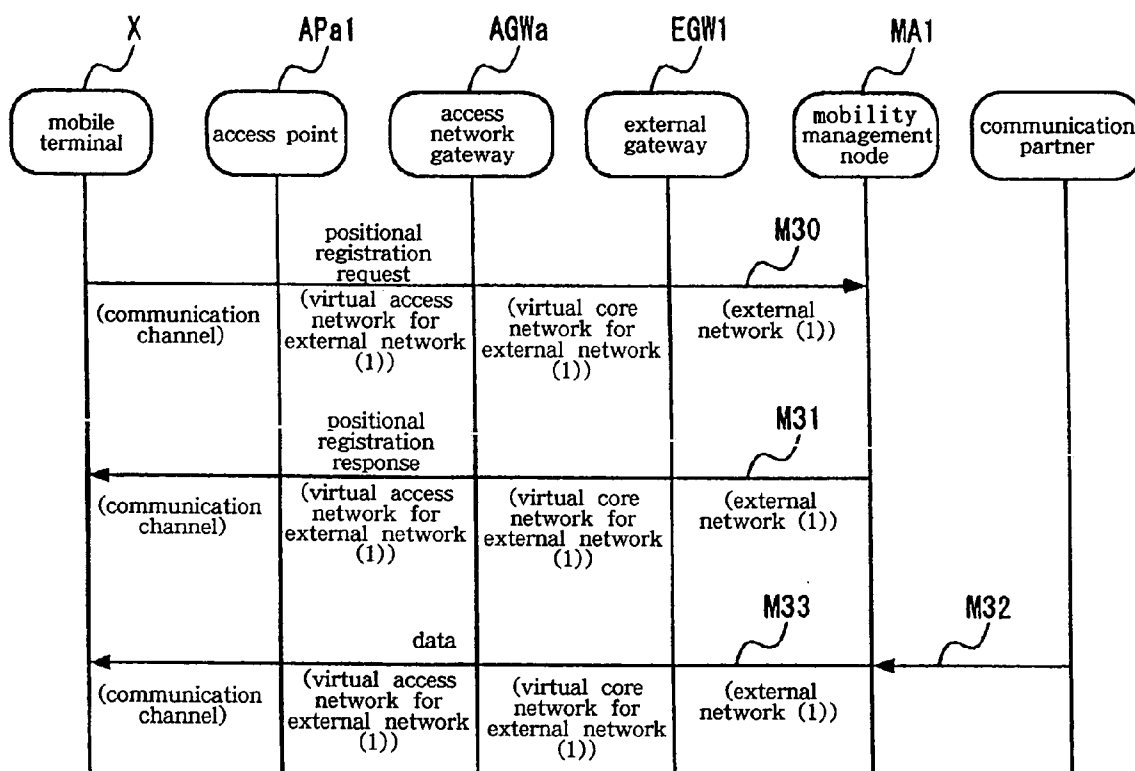 X
APa1
AGWa
EGW1
MA1
mobile
terminal
access point
access
network
gateway
external
gateway
mobility
management
node
communication
partner
positional
registration
request
M30
(communication
channel)
(virtual access
network for
external network
(1))
(virtual core
network for
external network
(1))
(external
network (1))
positional
registration
response
M31
(communication
channel)
(virtual access
network for
external network
(1))
(virtual core
network for
external network
(1))
(external
network (1))
data
M33
M32
(communication
channel)
(virtual access
network for
external network
(1))
(virtual core
network for
external network
(1))
(external
network (1))